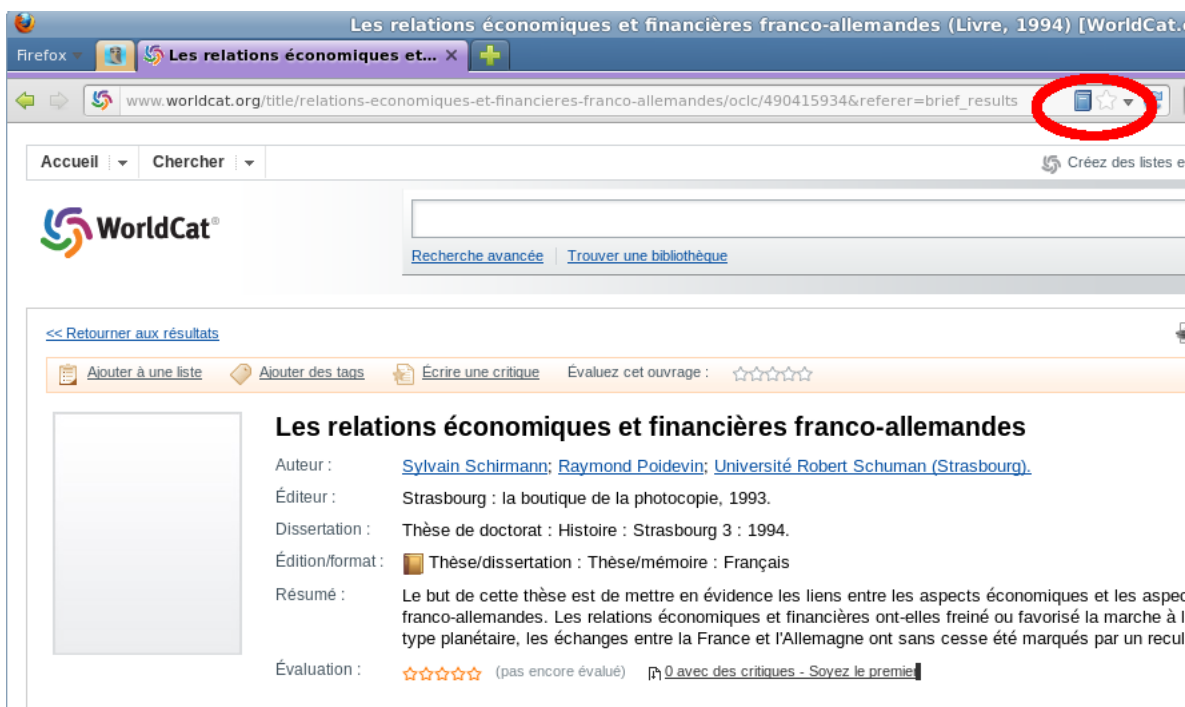 Les relations économiques et financières franco-allemandes (Livre, 1994) [WorldCat.
Firefox Les relations économiques et...
www.worldcat.org/title/relations-economiques-et-financieres-franco-allemandes/oclc/490415934&referer=brief_results
Accueil Chercher Créez des listes e
WorldCat®
Recherche avancée Trouver une bibliothèque
<< Retourner aux résultats
Ajouter à une liste Ajouter des tags Écrire une critique Évaluez cet ouvrage :
Les relations économiques et financières franco-allemandes
Auteur : Sylvain Schirmann; Raymond Poidevin; Université Robert Schuman (Strasbourg).
Éditeur : Strasbourg : la boutique de la photocopie, 1993.
Dissertation : Thèse de doctorat : Histoire : Strasbourg 3 : 1994.
Édition/format : Thèse/dissertation : Thèse/mémoire : Français
Résumé : Le but de cette thèse est de mettre en évidence les liens entre les aspects économiques et les aspec
franco-allemandes. Les relations économiques et financières ont-elles freiné ou favorisé la marche à l
type planétaire, les échanges entre la France et l'Allemagne ont sans cesse été marqués par un recul
Évaluation : (pas encore évalué) 0 avec des critiques - Soyez le premier